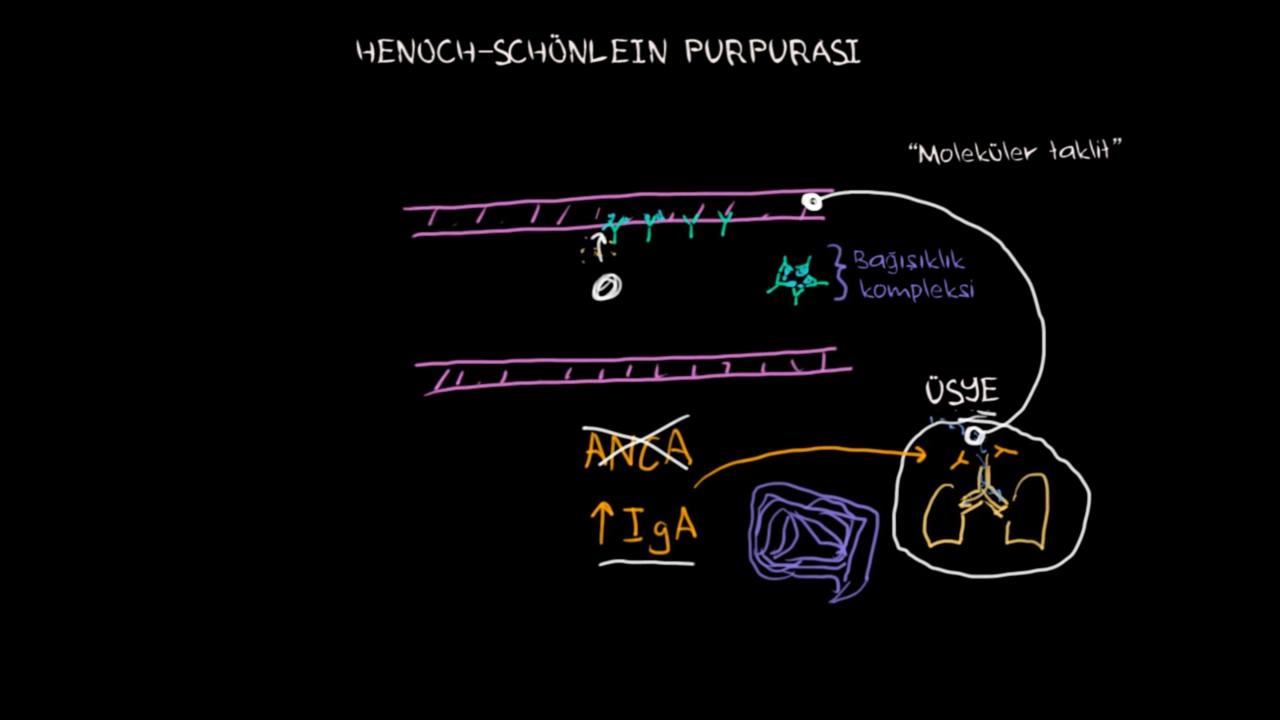 HENOCH-SCHÖNLEIN PURPURASI
"Moleküler taklit"
Bağışıklık
kompleksi
ÜSYE
ANCA
↑IgA